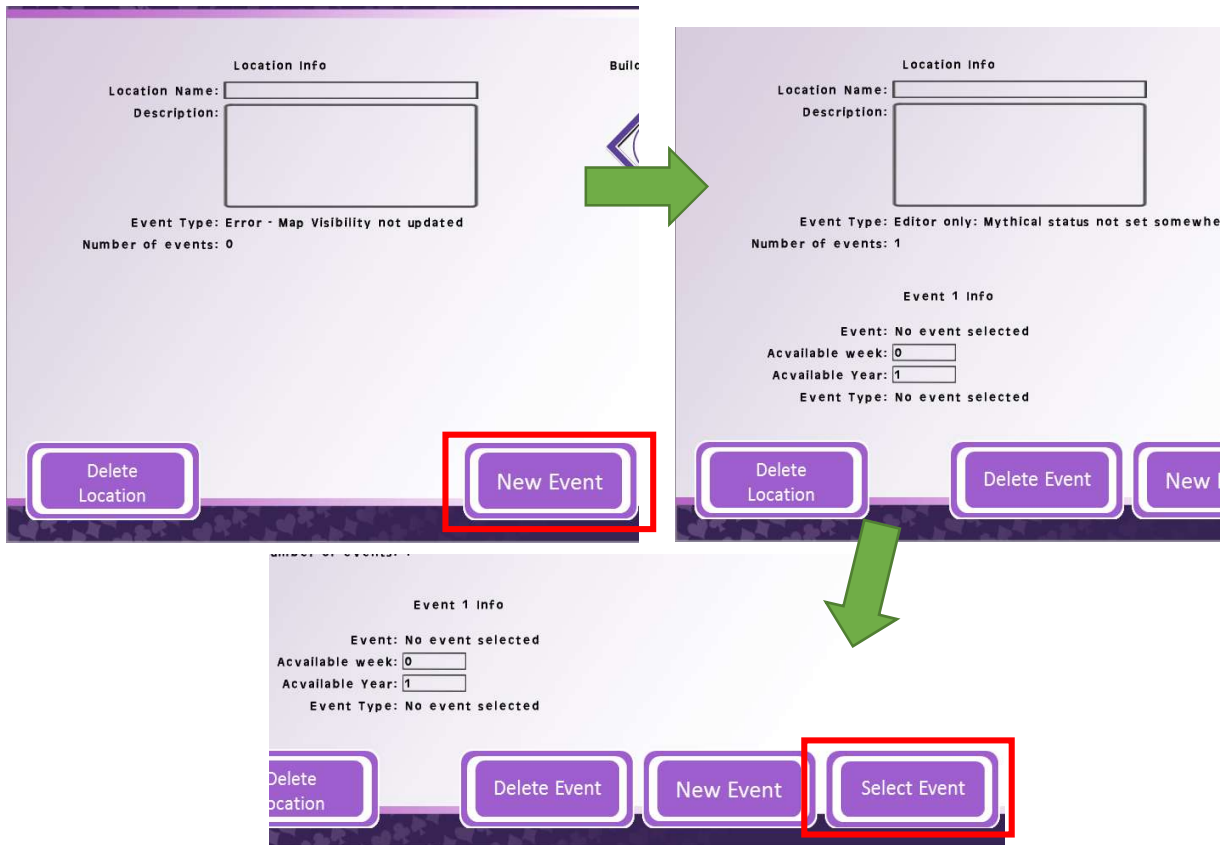 Location Info
Buil
Location Name:
Description:
Event Type: Error - Map Visibility not updated
Number of events: 0
Delete
Location
New Event
Location Info
Location Name:
Description:
Event Type: Editor only: Mythical status not set somewhe
Number of events: 1
Event 1 Info
Event: No event selected
Acvailable week: 0
Acvailable Year: 1
Event Type: No event selected
Delete
Location
Delete Event
New
Event 1 Info
Event: No event selected
Acvailable week: 0
Acvailable Year: 1
Event Type: No event selected
Delete
ocation
Delete Event
New Event
Select Event